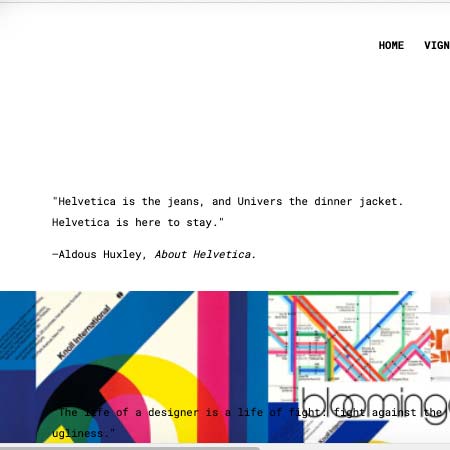 HOME VIGN
"Helvetica is the jeans, and Univers the dinner jacket.
Helvetica is here to stay."
—Aldous Huxley, About Helvetica.
Knoll International
bloomingd
"The life of a designer is a life of fight: fight against the
ugliness."